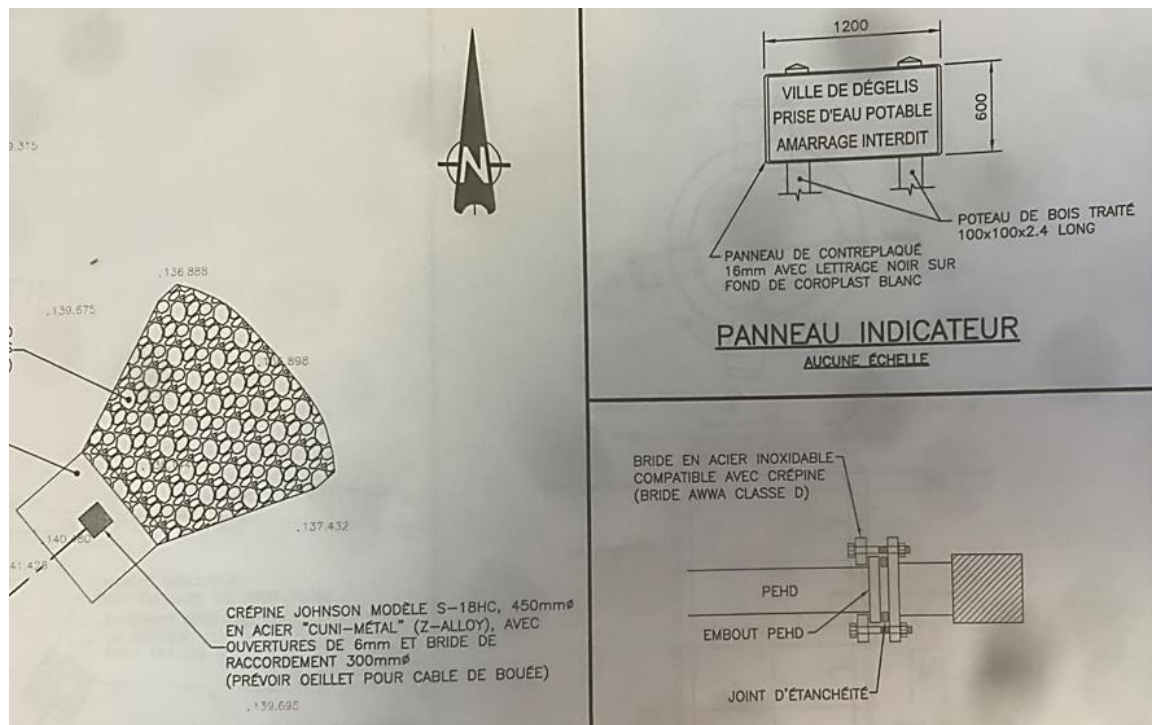 N
.136.888
.139.675
.137.432
140.480
41.428
CRÉPINE JOHNSON MODÈLE S-18HC, 450mmø
EN ACIER "CUNI-MÉTAL" (Z-ALLOY), AVEC
OUVERTURES DE 6mm ET BRIDE DE
RACCORDEMENT 300mmø
(PRÉVOIR OEILLET POUR CABLE DE BOUÉE)
.139.695
1200
600
VILLE DE DÉGELIS
PRISE D'EAU POTABLE
AMARRAGE INTERDIT
POTEAU DE BOIS TRAITÉ
100x100x2.4 LONG
PANNEAU DE CONTREPLAQUÉ
16mm AVEC LETTRAGE NOIR SUR
FOND DE COROPLAST BLANC
PANNEAU INDICATEUR
AUCUNE ÉCHELLE
BRIDE EN ACIER INOXIDABLE
COMPATIBLE AVEC CRÉPINE
(BRIDE AWWA CLASSE D)
PEHD
EMBOUT PEHD
JOINT D'ÉTANCHÉITÉ